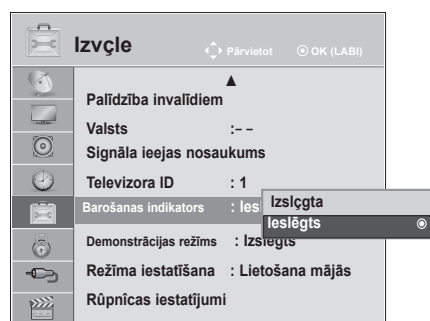 Izvçle Pārvietot OK (LABI)
Palīdzība invalīdiem
Valsts :– –
Signāla ieejas nosaukums
Televizora ID : 1
Barošanas indikators : Ies
Izslçgta
Ieslēgts
Demonstrācijas režīms : Izslēgts
Režīma iestatīšana : Lietošana mājās
Rūpnīcas iestatījumi